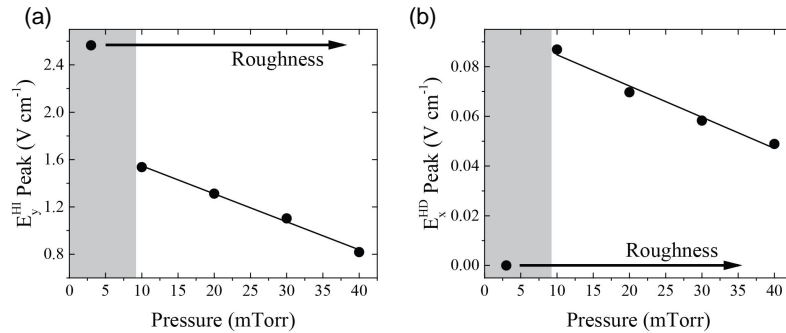 (a)
2.4
2.0
1.6
1.2
0.8
E_y^HI Peak (V cm^-1)
Roughness
0 5 10 15 20 25 30 35 40
Pressure (mTorr)
(b)
0.08
0.06
0.04
0.02
0.00
E_x^HD Peak (V cm^-1)
Roughness
0 5 10 15 20 25 30 35 40
Pressure (mTorr)